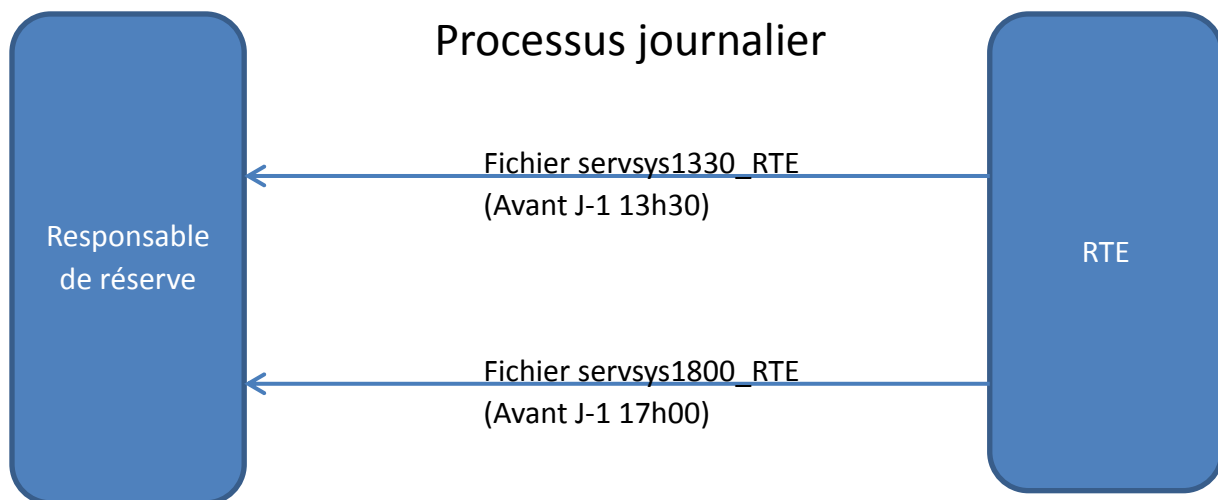 Processus journalier
Fichier servsys1330_RTE
(Avant J-1 13h30)
Responsable
de réserve
RTE
Fichier servsys1800_RTE
(Avant J-1 17h00)